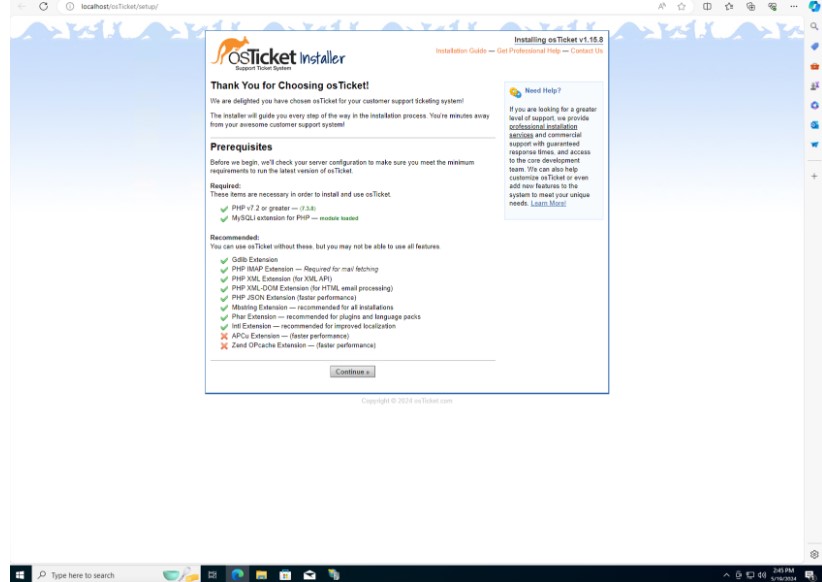 localhost/osTicket/setup/
osTicket Installer
Support Ticket System
Installing osTicket v1.15.8
Installation Guide — Get Professional Help — Contact Us
Thank You for Choosing osTicket!
We are delighted you have chosen osTicket for your customer support ticketing system!
The installer will guide you every step of the way in the installation process. You're minutes away
from your awesome customer support system!
Prerequisites
Before we begin, we'll check your server configuration to make sure you meet the minimum
requirements to run the latest version of osTicket.
Required:
These items are necessary in order to install and use osTicket.
PHP v7.2 or greater — (7.3.8)
MySQLi extension for PHP — module loaded
Recommended:
You can use osTicket without these, but you may not be able to use all features.
Gdlib Extension
PHP IMAP Extension — Required for mail fetching
PHP XML Extension (for XML API)
PHP XML-DOM Extension (for HTML email processing)
PHP JSON Extension (faster performance)
Mbstring Extension — recommended for all installations
Phar Extension — recommended for plugins and language packs
Intl Extension — recommended for improved localization
APCu Extension — (faster performance)
Zend OPcache Extension — (faster performance)
Continue »
Need Help?
If you are looking for a greater
level of support, we provide
professional installation
services and commercial
support with guaranteed
response times, and access
to the core development
team. We can also help
customize osTicket or even
add new features to the
system to meet your unique
needs. Learn More!
Copyright © 2024 osTicket.com
Type here to search
2:45 PM
5/16/2024